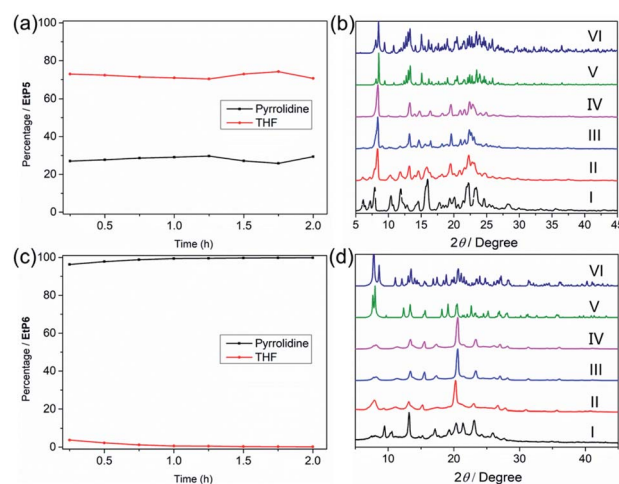 (a)
100
80
60
40
20
0
Percentage / EtP5
Pyrrolidine
THF
0.5 1.0 1.5 2.0
Time (h)
(b)
VI
V
IV
III
II
I
5 10 15 20 25 30 35 40 45
2θ / Degree
(c)
100
80
60
40
20
0
Percentage / EtP6
Pyrrolidine
THF
0.5 1.0 1.5 2.0
Time (h)
(d)
VI
V
IV
III
II
I
10 20 30 40
2θ / Degree